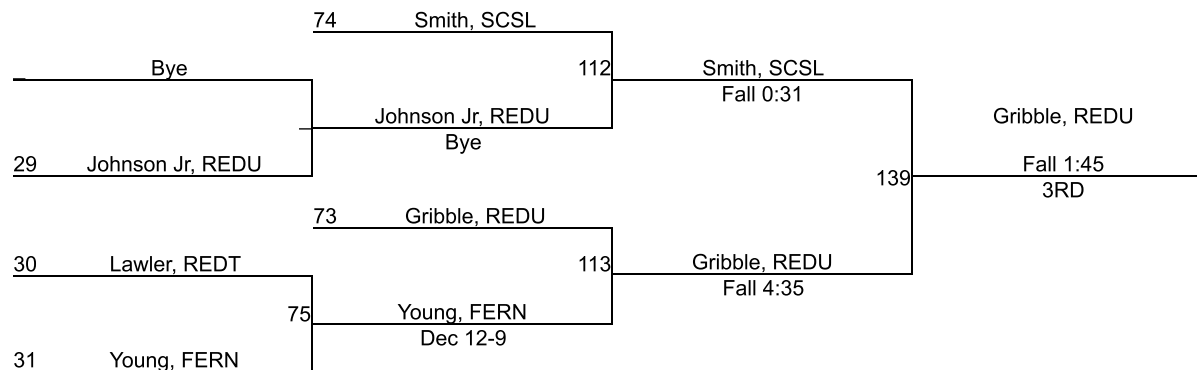 74 Smith, SCSL
Bye
112 Smith, SCSL
Fall 0:31
Johnson Jr, REDU
Bye
Gribble, REDU
29 Johnson Jr, REDU
139 Fall 1:45
3RD
73 Gribble, REDU
30 Lawler, REDT
113 Gribble, REDU
Fall 4:35
75 Young, FERN
Dec 12-9
31 Young, FERN